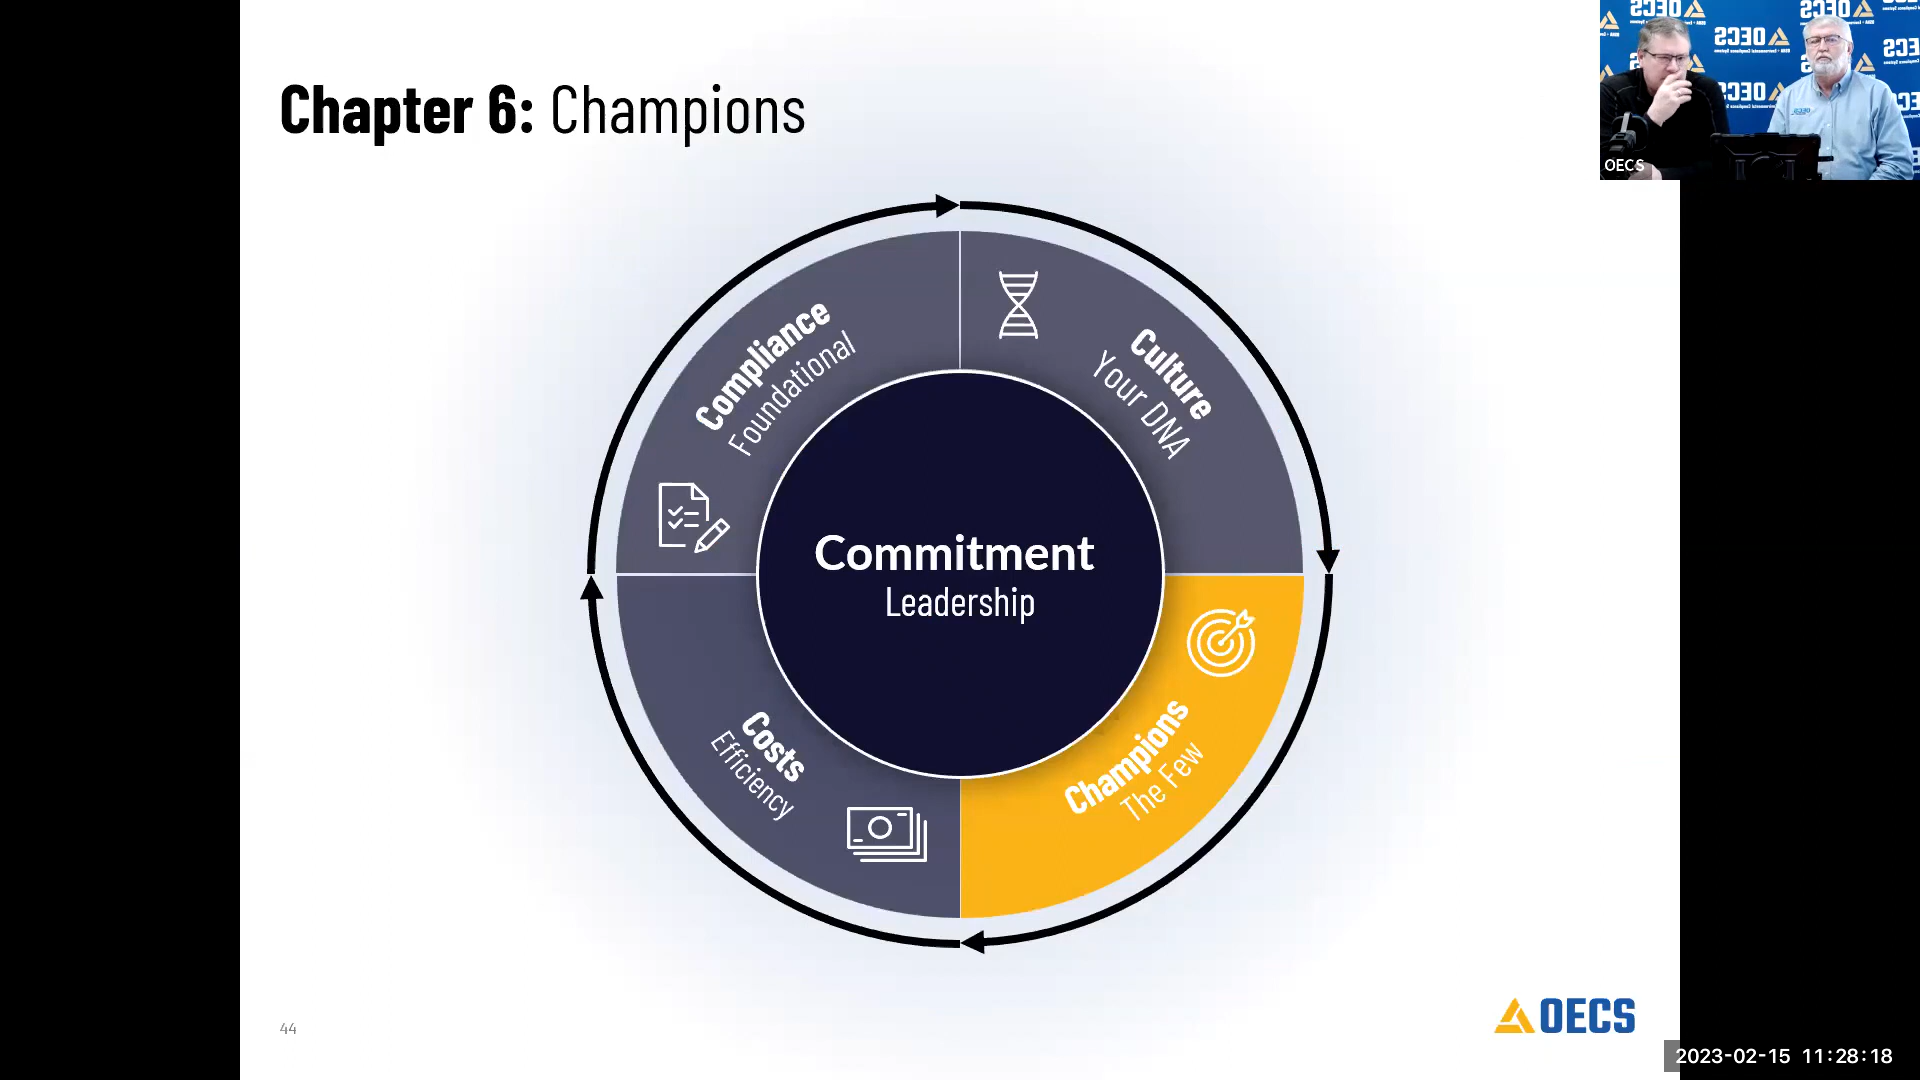 Chapter 6: Champions
Compliance
Foundational
Culture
Your DNA
Commitment
Leadership
Costs
Efficiency
Champions
The Few
44
OECS
OECS
2023-02-15 11:28:18